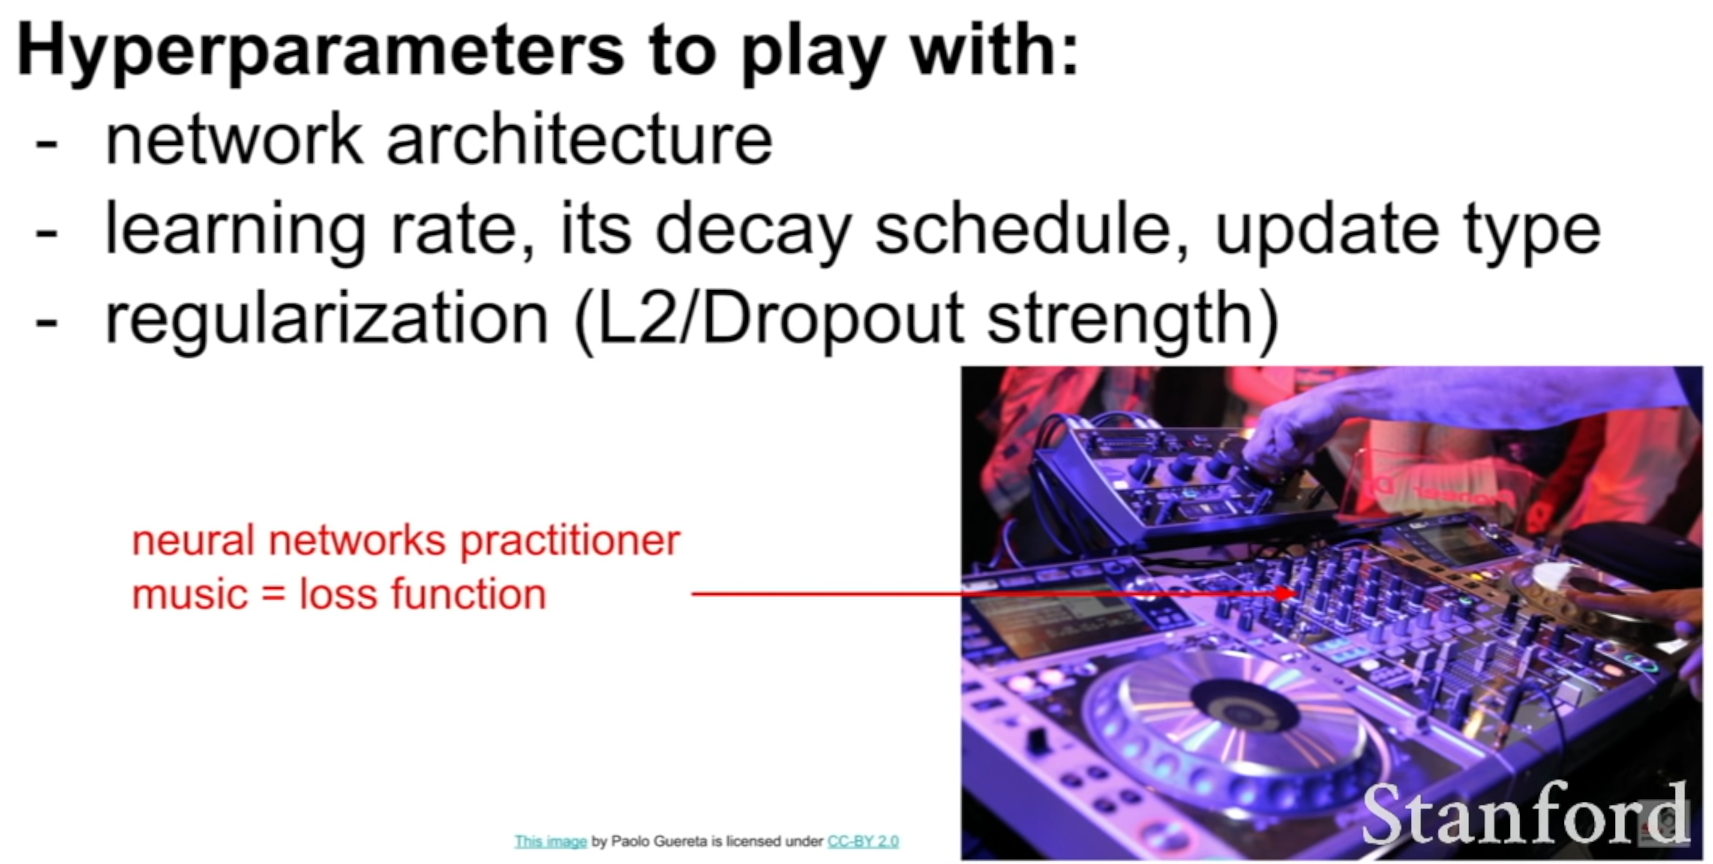 Hyperparameters to play with:
- network architecture
- learning rate, its decay schedule, update type
- regularization (L2/Dropout strength)
neural networks practitioner
music = loss function
This image by Paolo Guereta is licensed under CC-BY 2.0
Stanford